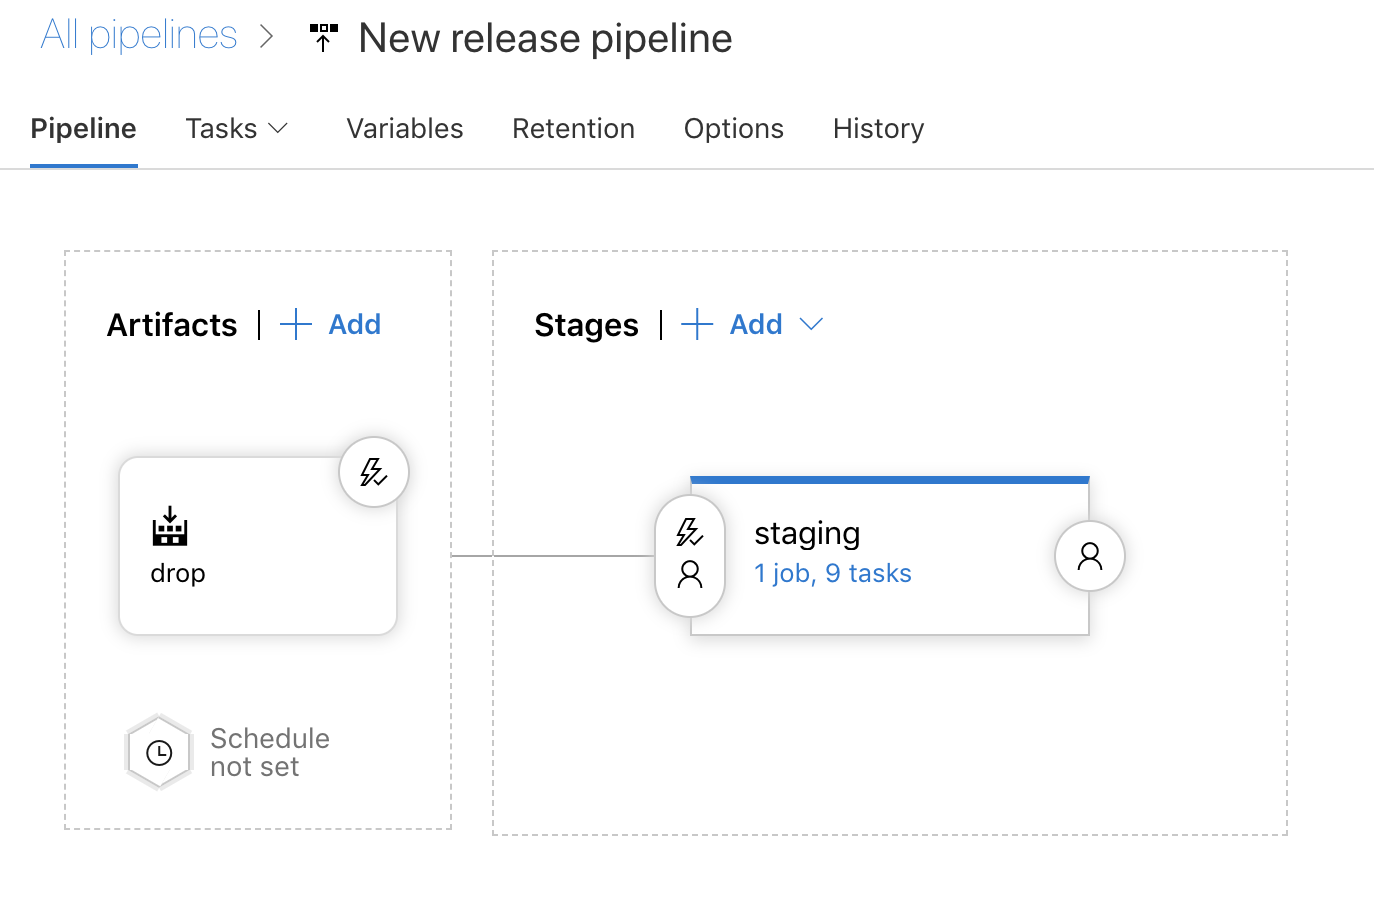 All pipelines > New release pipeline
Pipeline Tasks Variables Retention Options History
Artifacts | + Add
Stages | + Add
drop
staging
1 job, 9 tasks
Schedule
not set